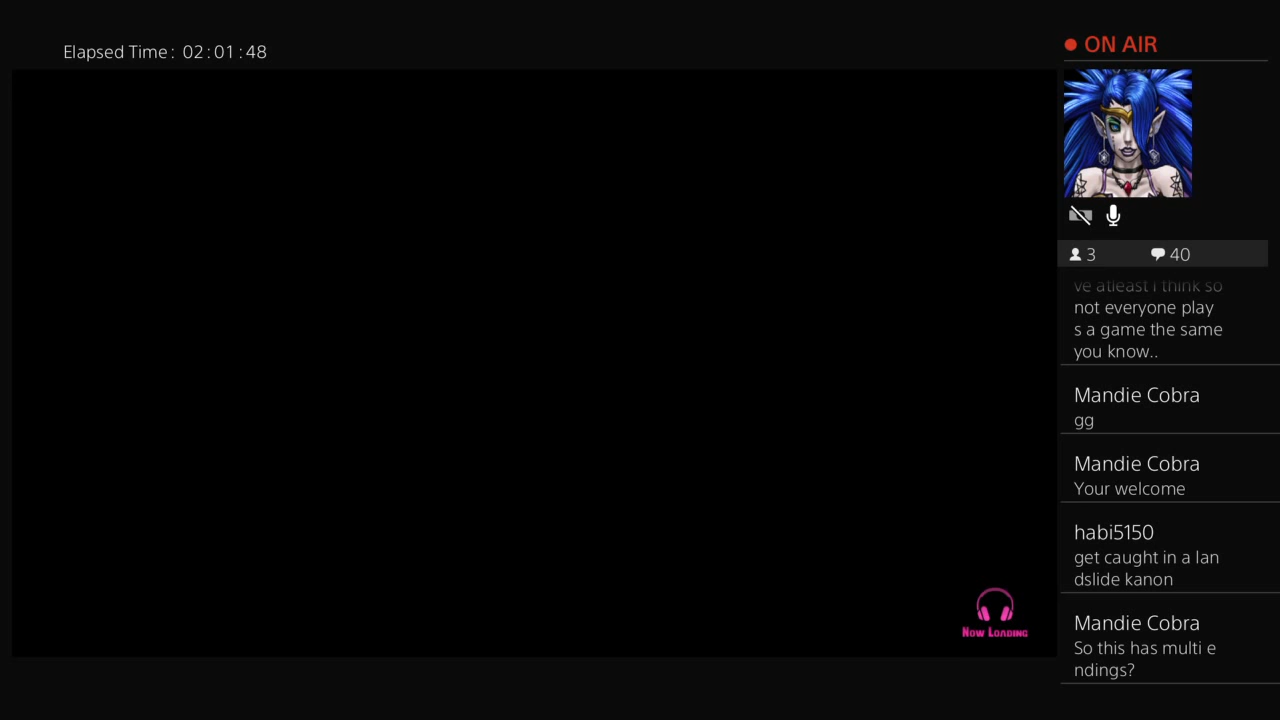 Elapsed Time: 02:01:48
ON AIR
3 40
ve atleast i think so
not everyone play
s a game the same
you know..
Mandie Cobra
gg
Mandie Cobra
Your welcome
habi5150
get caught in a lan
dslide kanon
Mandie Cobra
So this has multi e
ndings?
Now Loading